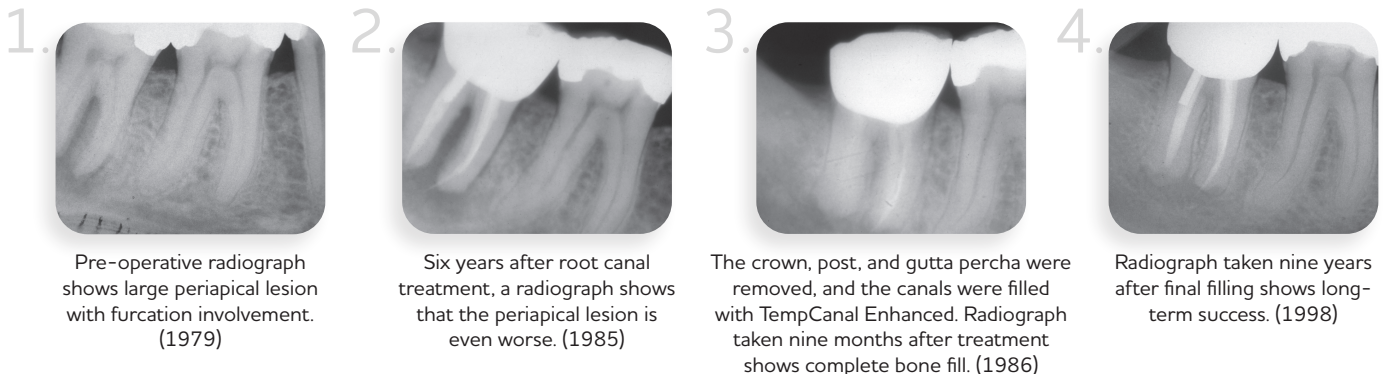 1.
Pre-operative radiograph
shows large periapical lesion
with furcation involvement.
(1979)
2.
Six years after root canal
treatment, a radiograph shows
that the periapical lesion is
even worse. (1985)
3.
The crown, post, and gutta percha were
removed, and the canals were filled
with TempCanal Enhanced. Radiograph
taken nine months after treatment
shows complete bone fill. (1986)
4.
Radiograph taken nine years
after final filling shows long-
term success. (1998)